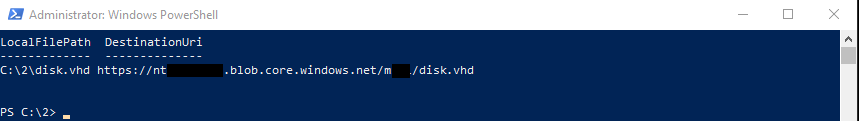 Administrator: Windows PowerShell
LocalFilePath  DestinationUri
-------------  --------------
C:\2\disk.vhd https://nt .blob.core.windows.net/m /disk.vhd
PS C:\2>